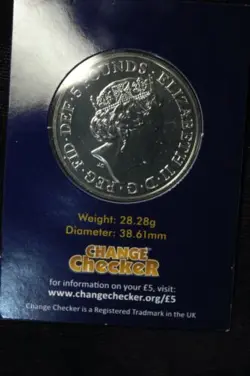 ELIZABETH II · D · G · REG · FID · DEF · 5 POUNDS
Weight: 28.28g
Diameter: 38.61mm
CHANGE
CHECKER
for information on your £5, visit:
www.changechecker.org/£5
Change Checker is a Registered Tradmark in the UK